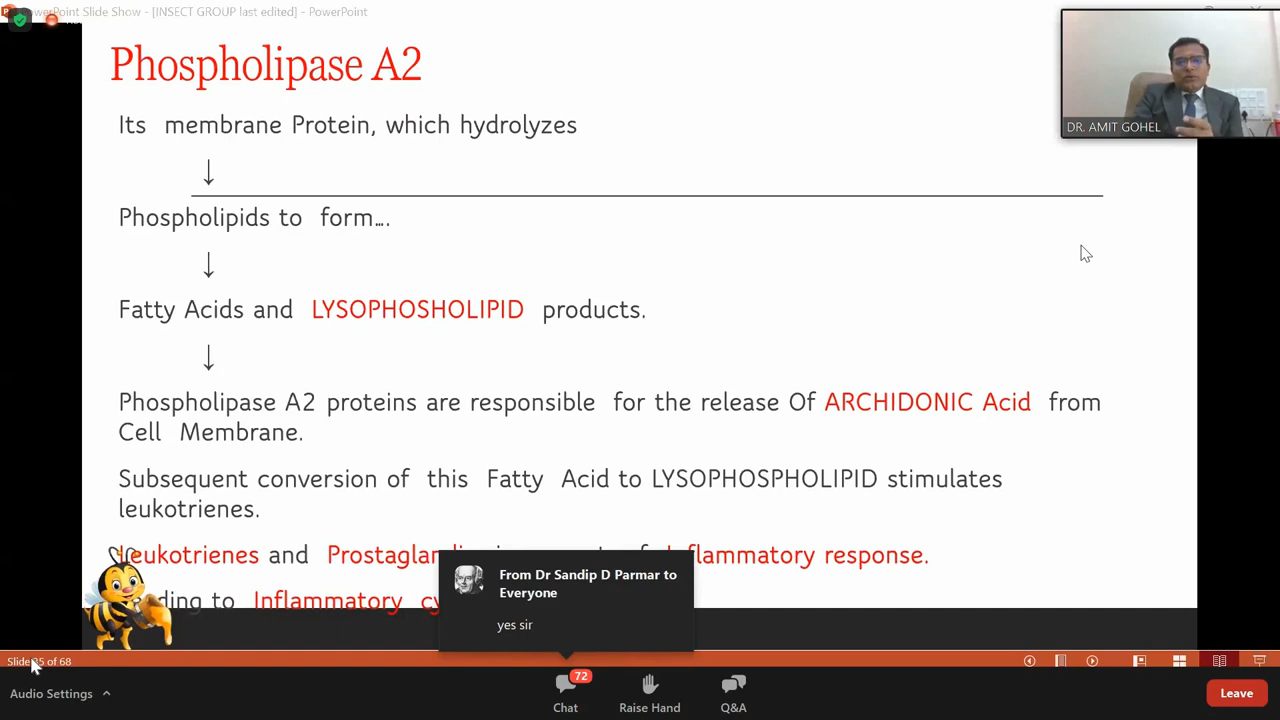 PowerPoint Slide Show - [INSECT GROUP last edited] - PowerPoint
Phospholipase A2
DR. AMIT GOHEL
Its membrane Protein, which hydrolyzes
↓
Phospholipids to form….
↓
Fatty Acids and LYSOPHOSHOLIPID products.
↓
Phospholipase A2 proteins are responsible for the release Of ARCHIDONIC Acid from
Cell Membrane.
Subsequent conversion of this Fatty Acid to LYSOPHOSPHOLIPID stimulates
leukotrienes.
Leukotrienes and Inflammatory response.
to Inflammatory
From Dr Sandip D Parmar to
Everyone
yes sir
Slide of 68
Audio Settings
72
Chat
Raise Hand
Q&A
Leave